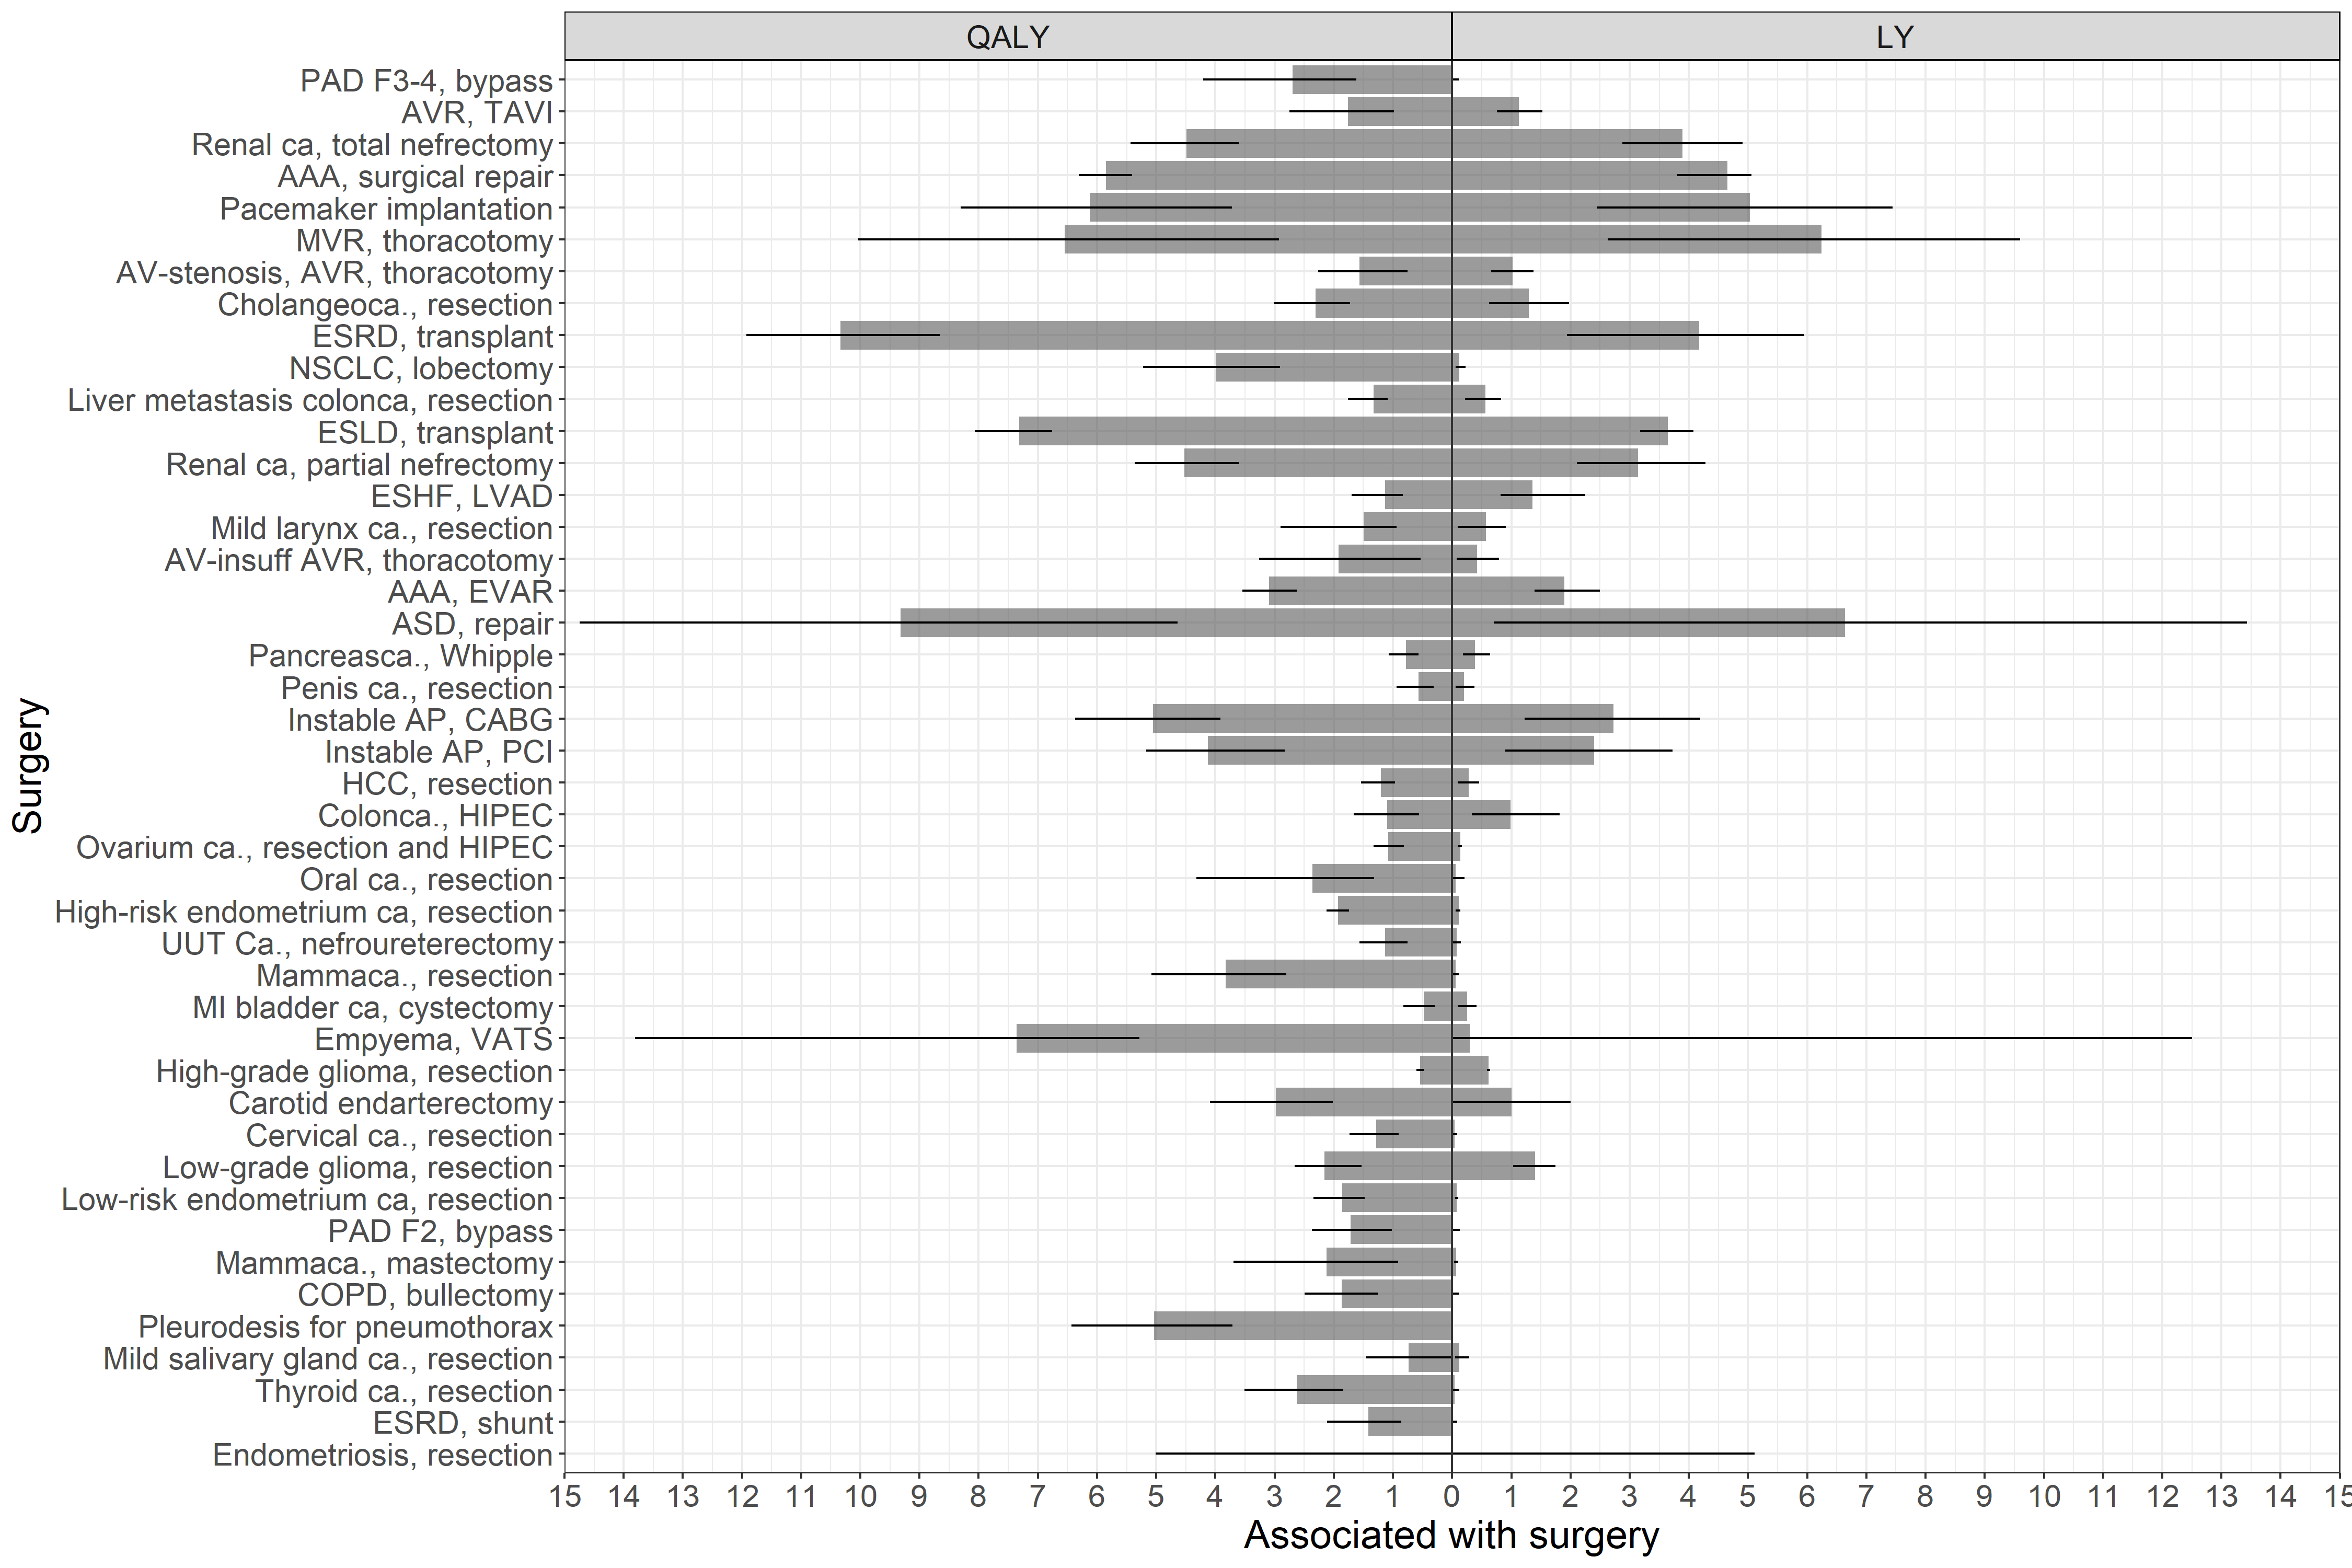 QALY LY
PAD F3-4, bypass
AVR, TAVI
Renal ca, total nefrectomy
AAA, surgical repair
Pacemaker implantation
MVR, thoracotomy
AV-stenosis, AVR, thoracotomy
Cholangeoca., resection
ESRD, transplant
NSCLC, lobectomy
Liver metastasis colonca, resection
ESLD, transplant
Renal ca, partial nefrectomy
ESHF, LVAD
Mild larynx ca., resection
AV-insuff AVR, thoracotomy
AAA, EVAR
ASD, repair
Pancreasca., Whipple
Penis ca., resection
Instable AP, CABG
Instable AP, PCI
HCC, resection
Colonca., HIPEC
Ovarium ca., resection and HIPEC
Oral ca., resection
High-risk endometrium ca, resection
UUT Ca., nefroureterectomy
Mammaca., resection
MI bladder ca, cystectomy
Empyema, VATS
High-grade glioma, resection
Carotid endarterectomy
Cervical ca., resection
Low-grade glioma, resection
Low-risk endometrium ca, resection
PAD F2, bypass
Mammaca., mastectomy
COPD, bullectomy
Pleurodesis for pneumothorax
Mild salivary gland ca., resection
Thyroid ca., resection
ESRD, shunt
Endometriosis, resection
Surgery
15 14 13 12 11 10 9 8 7 6 5 4 3 2 1 0 1 2 3 4 5 6 7 8 9 10 11 12 13 14 15
Associated with surgery